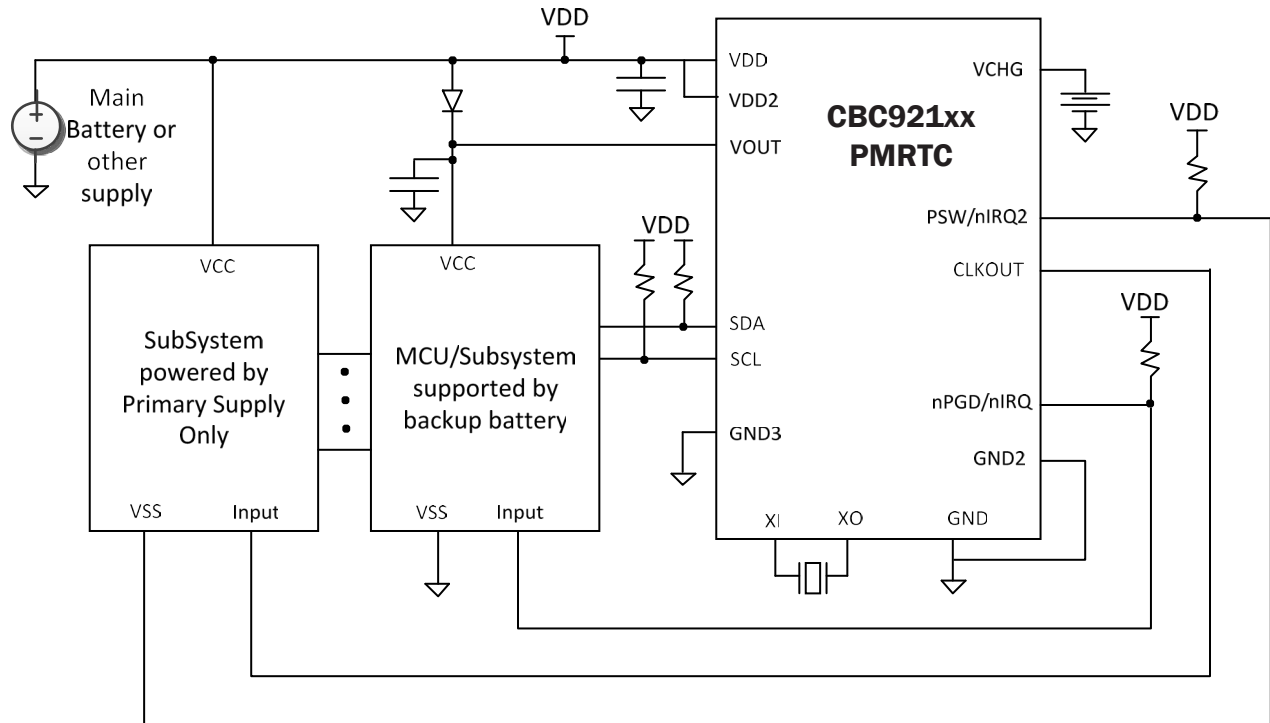 VDD
Main
Battery or
other
supply
+
−
VDD
VDD2
VOUT
SDA
SCL
GND3
XI
XO
GND
VCHG
CBC921xx
PMRTC
PSW/nIRQ2
CLKOUT
nPGD/nIRQ
GND2
VDD
VDD
VDD
VCC
SubSystem
powered by
Primary Supply
Only
VSS
Input
VCC
MCU/Subsystem
supported by
backup battery
VSS
Input